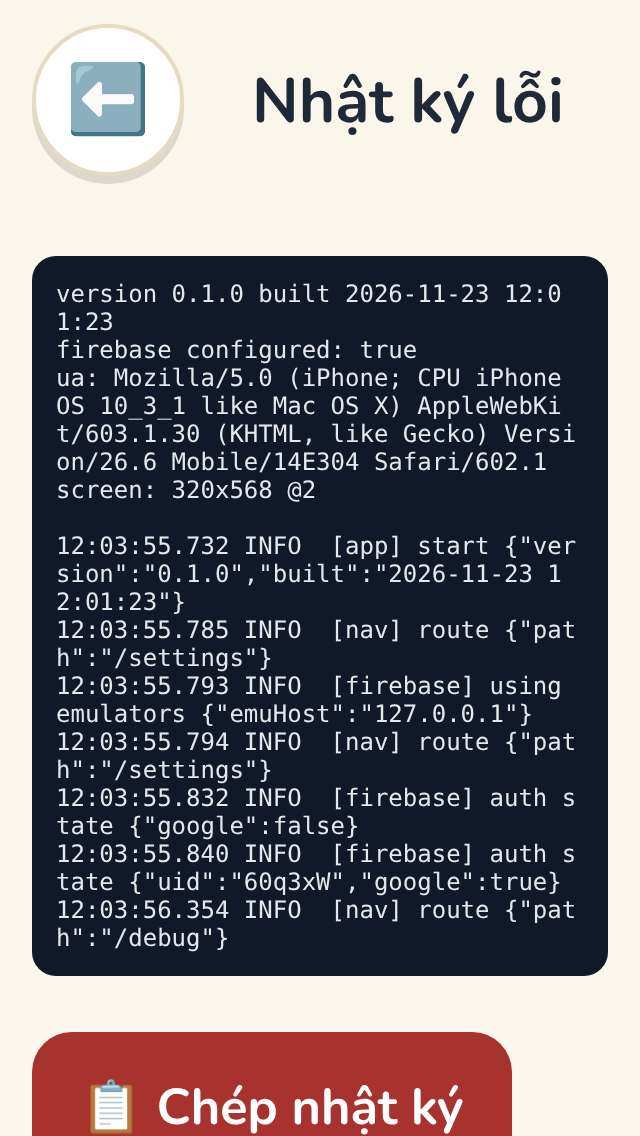 Nhật ký lỗi
version 0.1.0 built 2026-11-23 12:0
1:23
firebase configured: true
ua: Mozilla/5.0 (iPhone; CPU iPhone
OS 10_3_1 like Mac OS X) AppleWebKi
t/603.1.30 (KHTML, like Gecko) Versi
on/26.6 Mobile/14E304 Safari/602.1
screen: 320x568 @2
12:03:55.732 INFO  [app] start {"ver
sion":"0.1.0","built":"2026-11-23 1
2:01:23"}
12:03:55.785 INFO  [nav] route {"pat
h":"/settings"}
12:03:55.793 INFO  [firebase] using
emulators {"emuHost":"127.0.0.1"}
12:03:55.794 INFO  [nav] route {"pat
h":"/settings"}
12:03:55.832 INFO  [firebase] auth s
tate {"google":false}
12:03:55.840 INFO  [firebase] auth s
tate {"uid":"60q3xW","google":true}
12:03:56.354 INFO  [nav] route {"pat
h":"/debug"}
Chép nhật ký